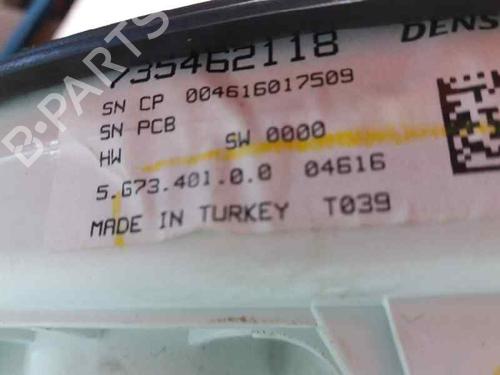 735462118
DENS
SN CP 004616017509
SN PCB
HW SW 0000
5.G73.401.0.0 04616
MADE IN TURKEY T039
B-PARTS